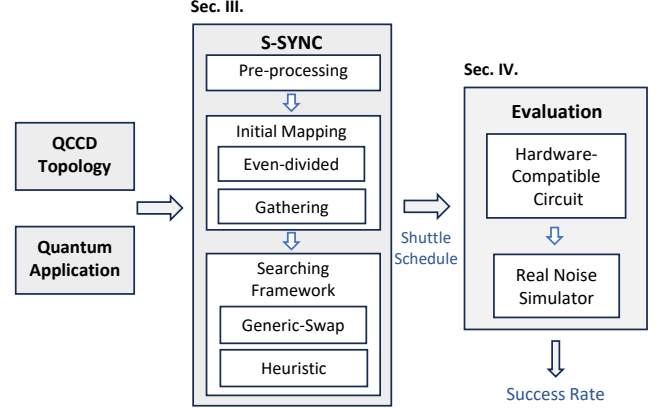 Sec. III.
S-SYNC
Pre-processing
Initial Mapping
Even-divided
Gathering
Searching
Framework
Generic-Swap
Heuristic
QCCD
Topology
Quantum
Application
Shuttle
Schedule
Sec. IV.
Evaluation
Hardware-
Compatible
Circuit
Real Noise
Simulator
Success Rate